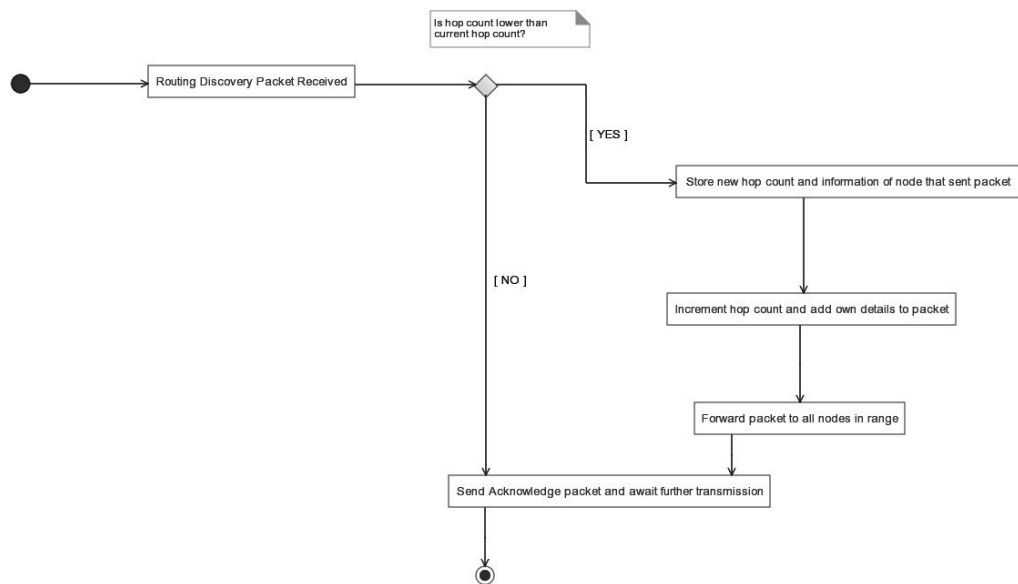 Is hop count lower than
current hop count?
Routing Discovery Packet Received
[ YES ]
Store new hop count and information of node that sent packet
[ NO ]
Increment hop count and add own details to packet
Forward packet to all nodes in range
Send Acknowledge packet and await further transmission